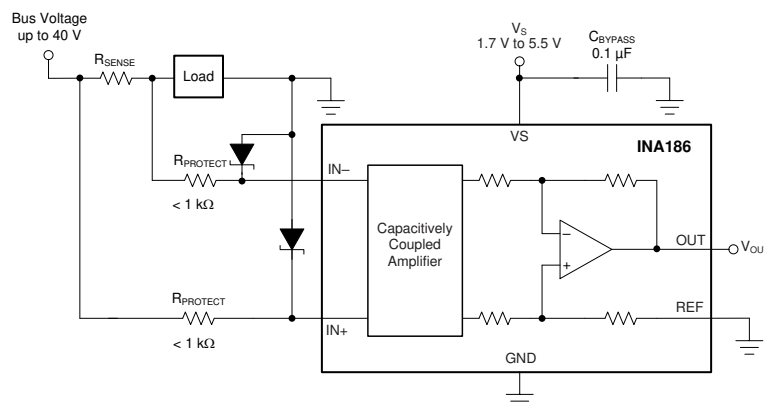 Bus Voltage
up to 40 V
RSENSE
Load
VS
1.7 V to 5.5 V
CBYPASS
0.1 µF
VS
INA186
RPROTECT
< 1 kΩ
IN–
Capacitively
Coupled
Amplifier
–
+
OUT
VOU
RPROTECT
< 1 kΩ
IN+
REF
GND